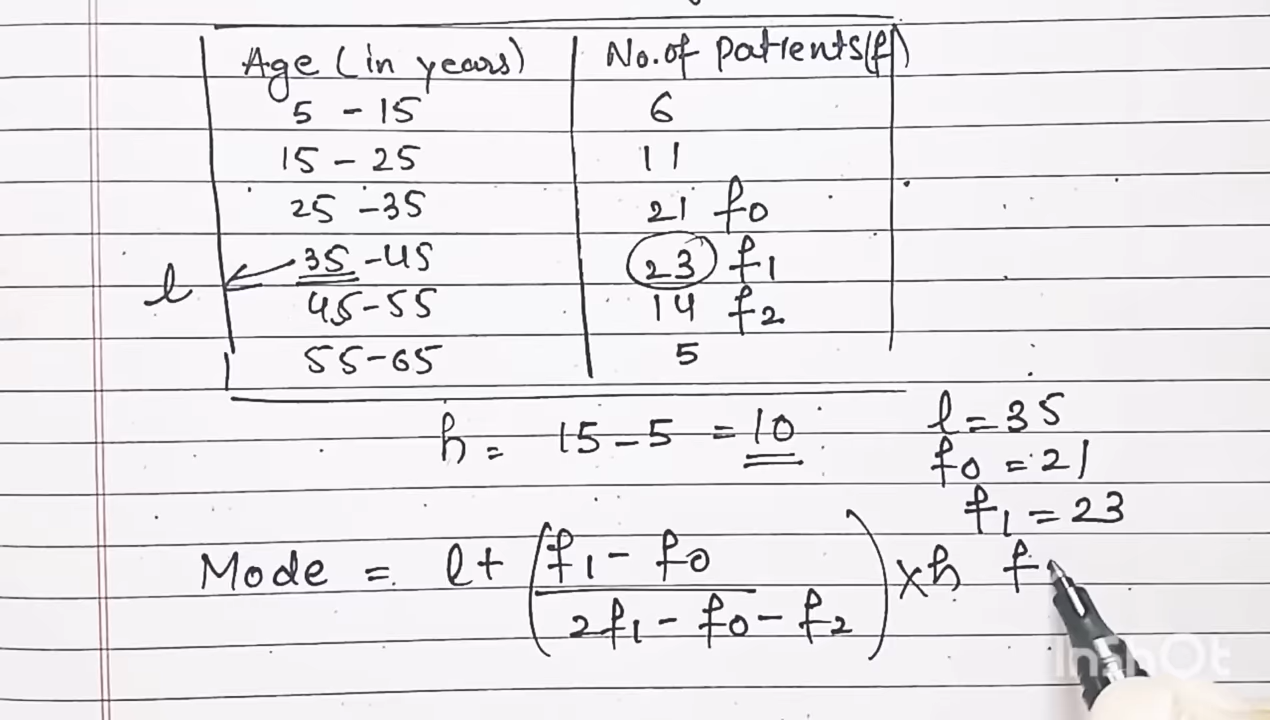 Age (in years) No. of patients(f)
5 - 15 6
15 - 25 11
25 - 35 21 f0
35 - 45 23 f1
l
45 - 55 14 f2
55 - 65 5
h = 15 - 5 = 10
l = 35
f0 = 21
f1 = 23
Mode = l + (f1 - f0 / 2f1 - f0 - f2) × h
f
InShOt